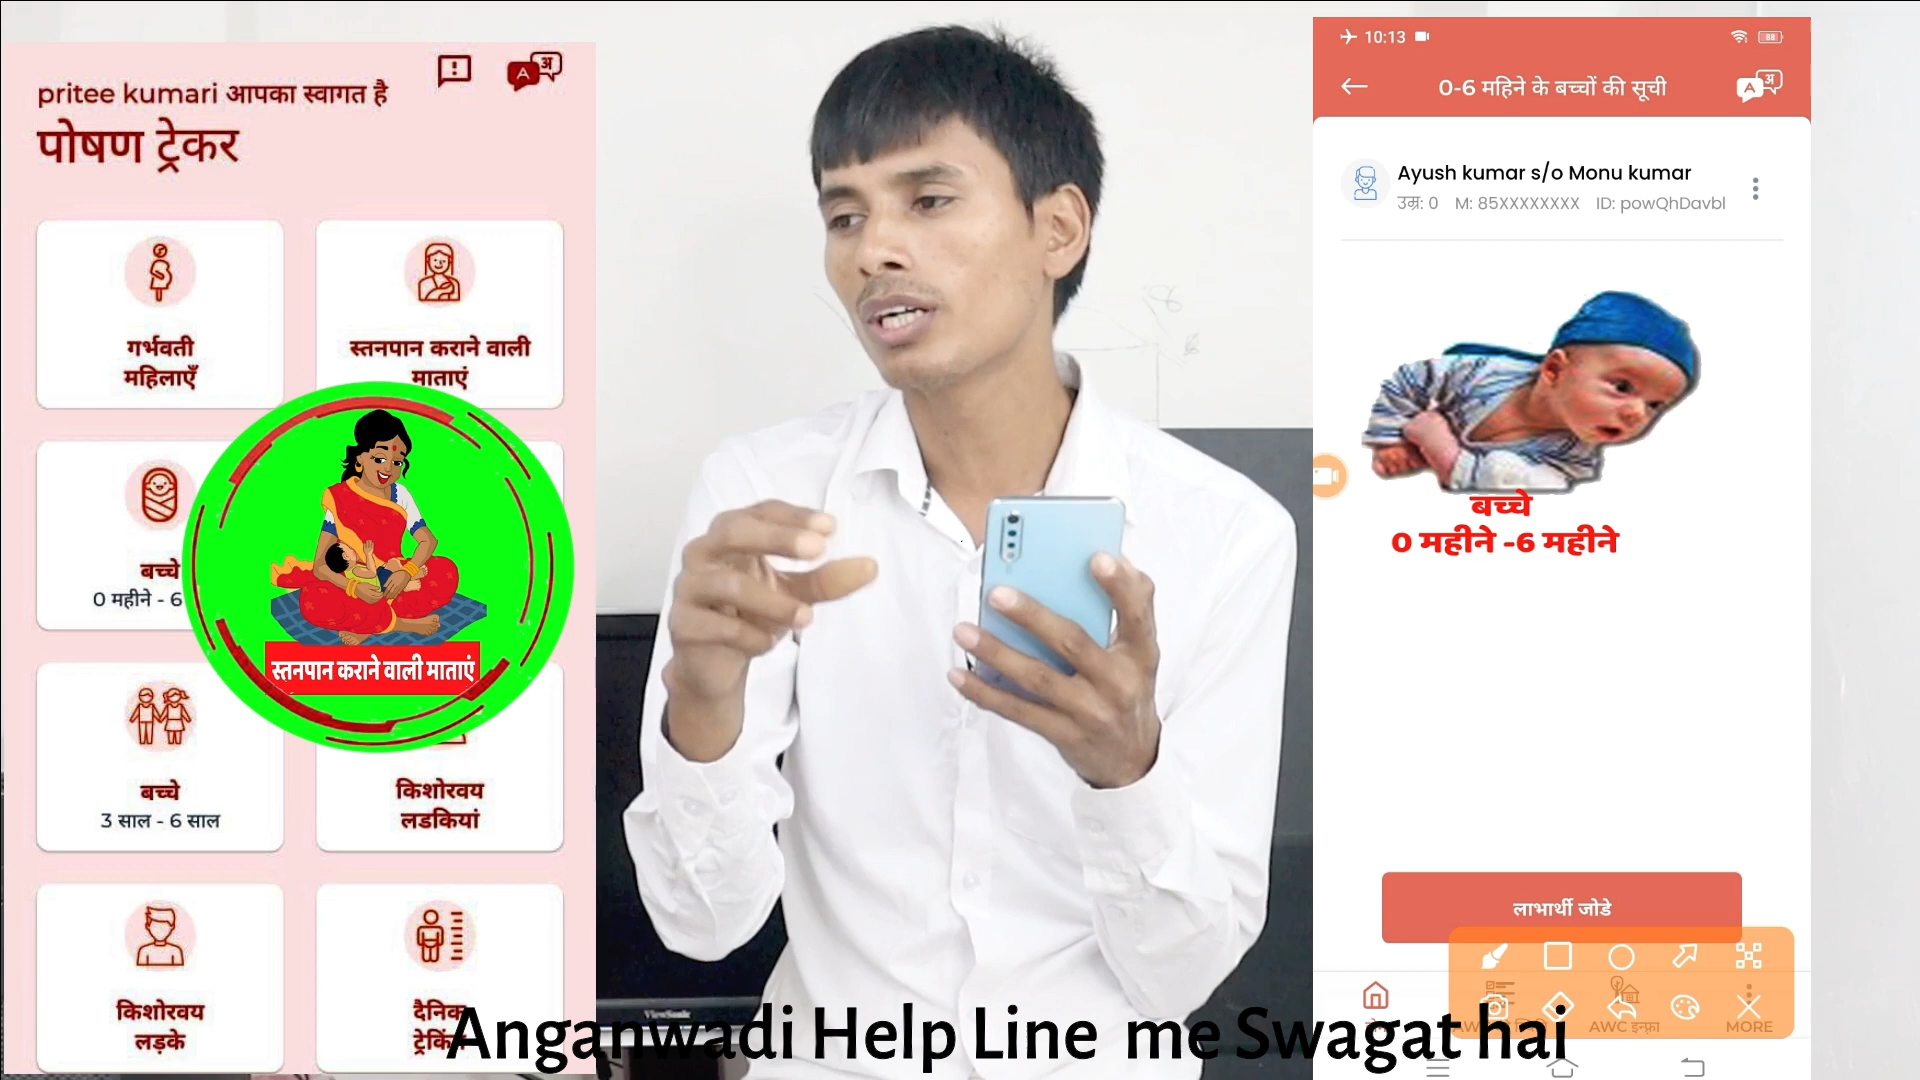 pritee kumari आपका स्वागत है
पोषण ट्रेकर
गर्भवती
महिलाएँ
स्तनपान कराने वाली
माताएं
बच्चे
0 महीने - 6
स्तनपान कराने वाली माताएं
बच्चे
3 साल - 6 साल
किशोरवय
लडकियां
किशोरवय
लड़के
दैनिक
ट्रेकिंग
ViewSonic
10:13
88
0-6 महिने के बच्चों की सूची
Ayush kumar s/o Monu kumar
उम्र: 0 M: 85XXXXXXXX ID: powQhDavbl
बच्चे
0 महीने -6 महीने
लाभार्थी जोडे
AWC इन्फ्रा
MORE
Anganwadi Help Line me Swagat hai